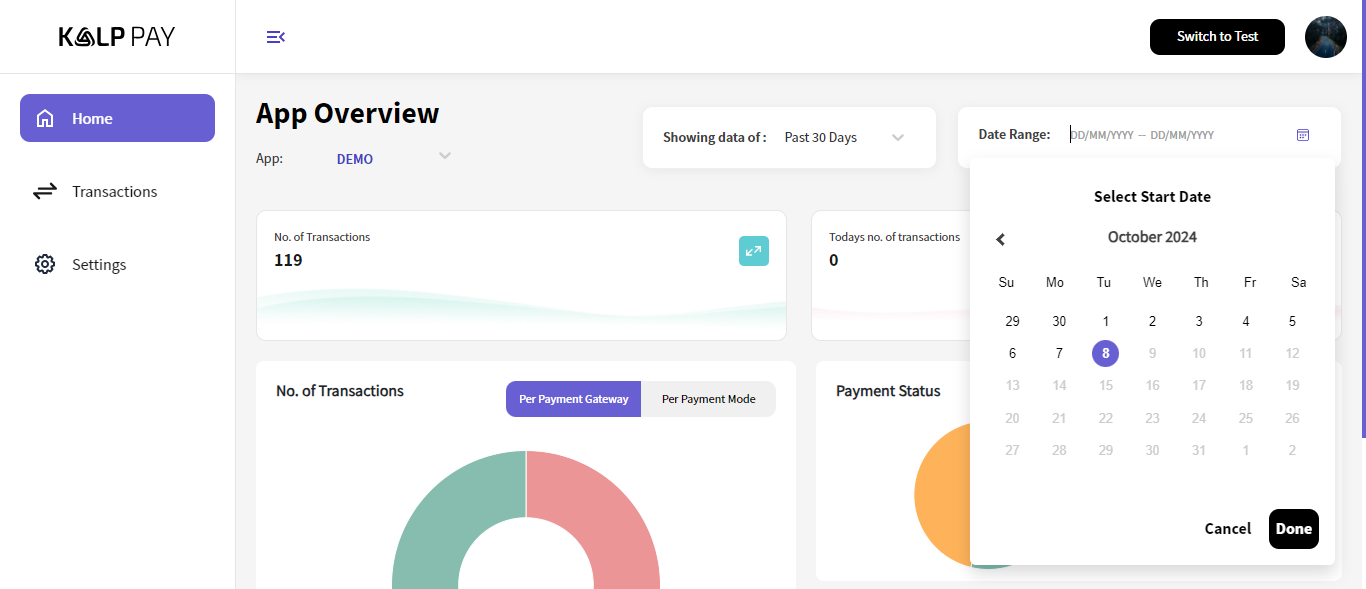 KALP PAY
Switch to Test
Home
Transactions
Settings
App Overview
App: DEMO
Showing data of : Past 30 Days
Date Range: DD/MM/YYYY -- DD/MM/YYYY
No. of Transactions
119
Todays no. of transactions
0
No. of Transactions
Per Payment Gateway Per Payment Mode
Payment Status
Select Start Date
October 2024
Su Mo Tu We Th Fr Sa
29 30 1 2 3 4 5
6 7 8 9 10 11 12
13 14 15 16 17 18 19
20 21 22 23 24 25 26
27 28 29 30 31 1 2
Cancel Done